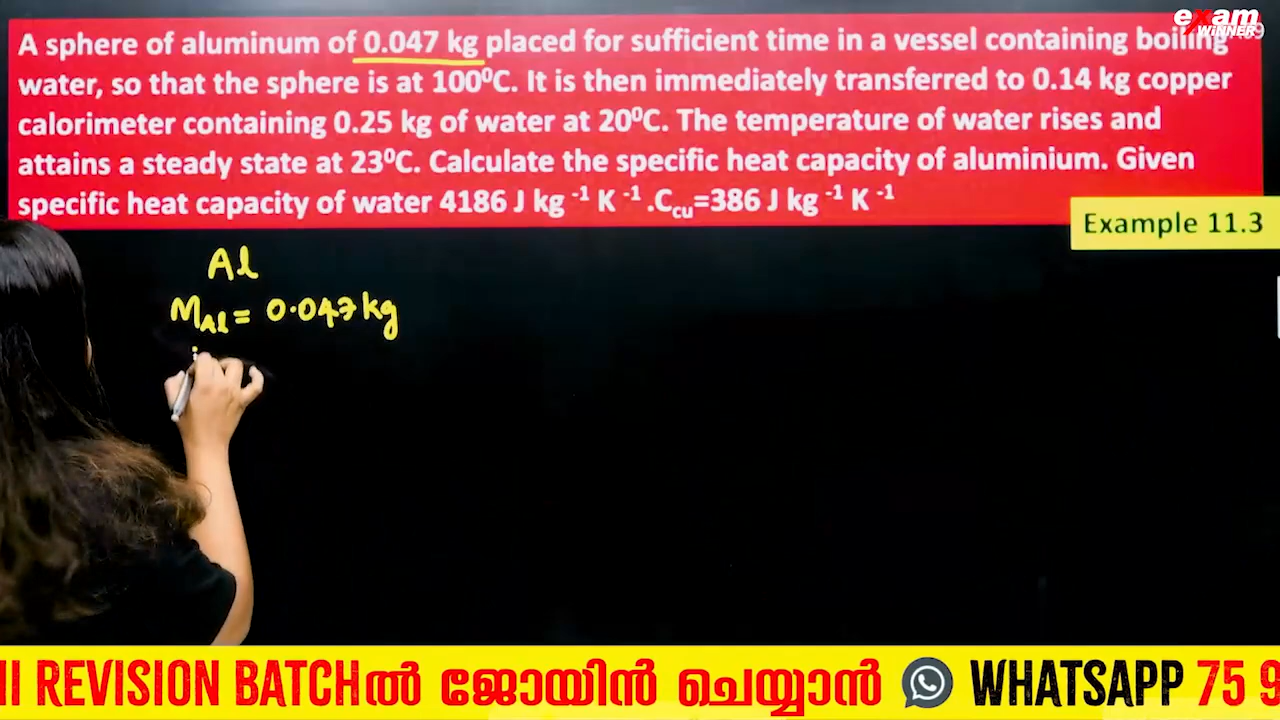 exam
WINNER
A sphere of aluminum of 0.047 kg placed for sufficient time in a vessel containing boiling
water, so that the sphere is at 100⁰C. It is then immediately transferred to 0.14 kg copper
calorimeter containing 0.25 kg of water at 20⁰C. The temperature of water rises and
attains a steady state at 23⁰C. Calculate the specific heat capacity of aluminium. Given
specific heat capacity of water 4186 J kg ⁻¹ K ⁻¹ .Ccu=386 J kg ⁻¹ K ⁻¹
Example 11.3
Al
MAl = 0.047 kg
II REVISION BATCHൽ ജോയിൻ ചെയ്യാൻ WHATSAPP 75 9